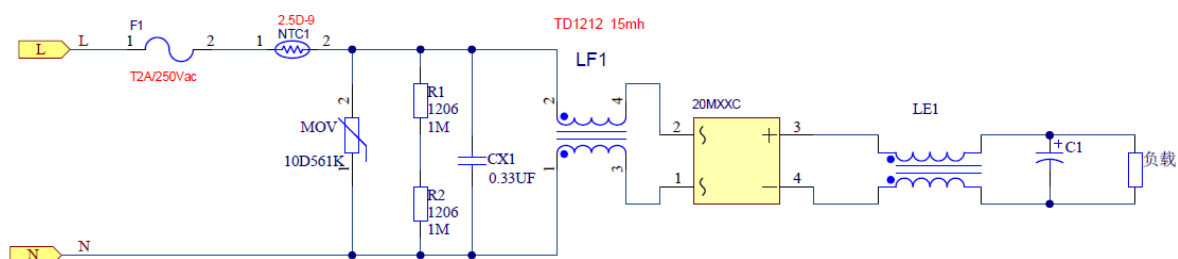 TD1212 15mh
F1
2.5D-9
NTC1
LF1
L
L
1
2
1
2
T2A/250Vac
2
4
20MXXC
LE1
R1
1206
1M
2
MOV
10D561K
1
CX1
0.33UF
1
3
2
3
+
1
4
C1
+
负载
R2
1206
1M
N
N